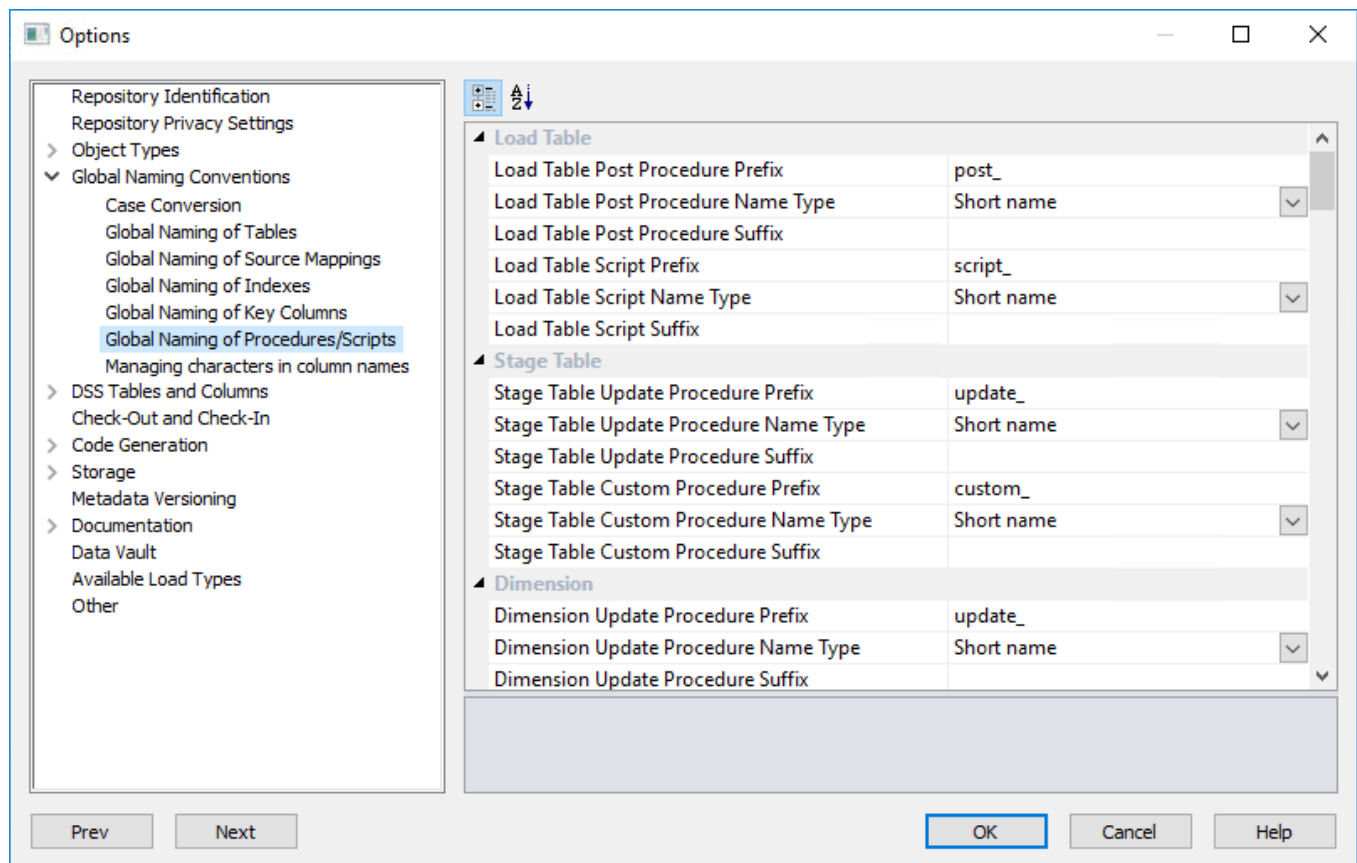 Options
Repository Identification
Repository Privacy Settings
Object Types
Global Naming Conventions
Case Conversion
Global Naming of Tables
Global Naming of Source Mappings
Global Naming of Indexes
Global Naming of Key Columns
Global Naming of Procedures/Scripts
Managing characters in column names
DSS Tables and Columns
Check-Out and Check-In
Code Generation
Storage
Metadata Versioning
Documentation
Data Vault
Available Load Types
Other
Load Table
Load Table Post Procedure Prefix post_
Load Table Post Procedure Name Type Short name
Load Table Post Procedure Suffix
Load Table Script Prefix script_
Load Table Script Name Type Short name
Load Table Script Suffix
Stage Table
Stage Table Update Procedure Prefix update_
Stage Table Update Procedure Name Type Short name
Stage Table Update Procedure Suffix
Stage Table Custom Procedure Prefix custom_
Stage Table Custom Procedure Name Type Short name
Stage Table Custom Procedure Suffix
Dimension
Dimension Update Procedure Prefix update_
Dimension Update Procedure Name Type Short name
Dimension Update Procedure Suffix
Prev Next OK Cancel Help